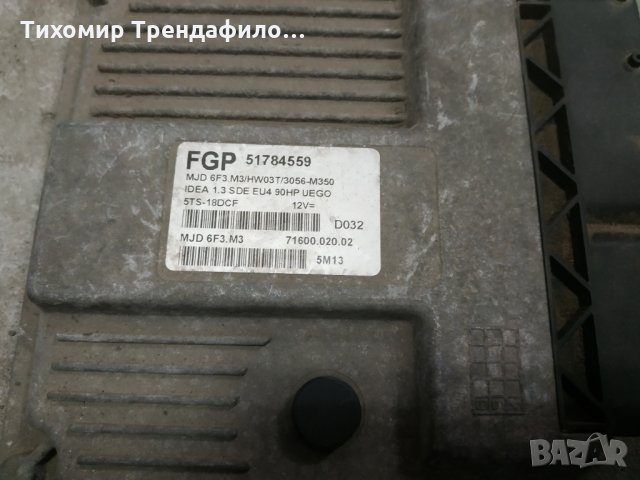 Тихомир Трендафило...
FGP 51784559
MJD 6F3.M3/HW03T/3056-M350
IDEA 1.3 SDE EU4 90HP UEGO
5TS-18DCF 12V=
D032
MJD 6F3.M3 71600.020.02
5M13
BAZAR